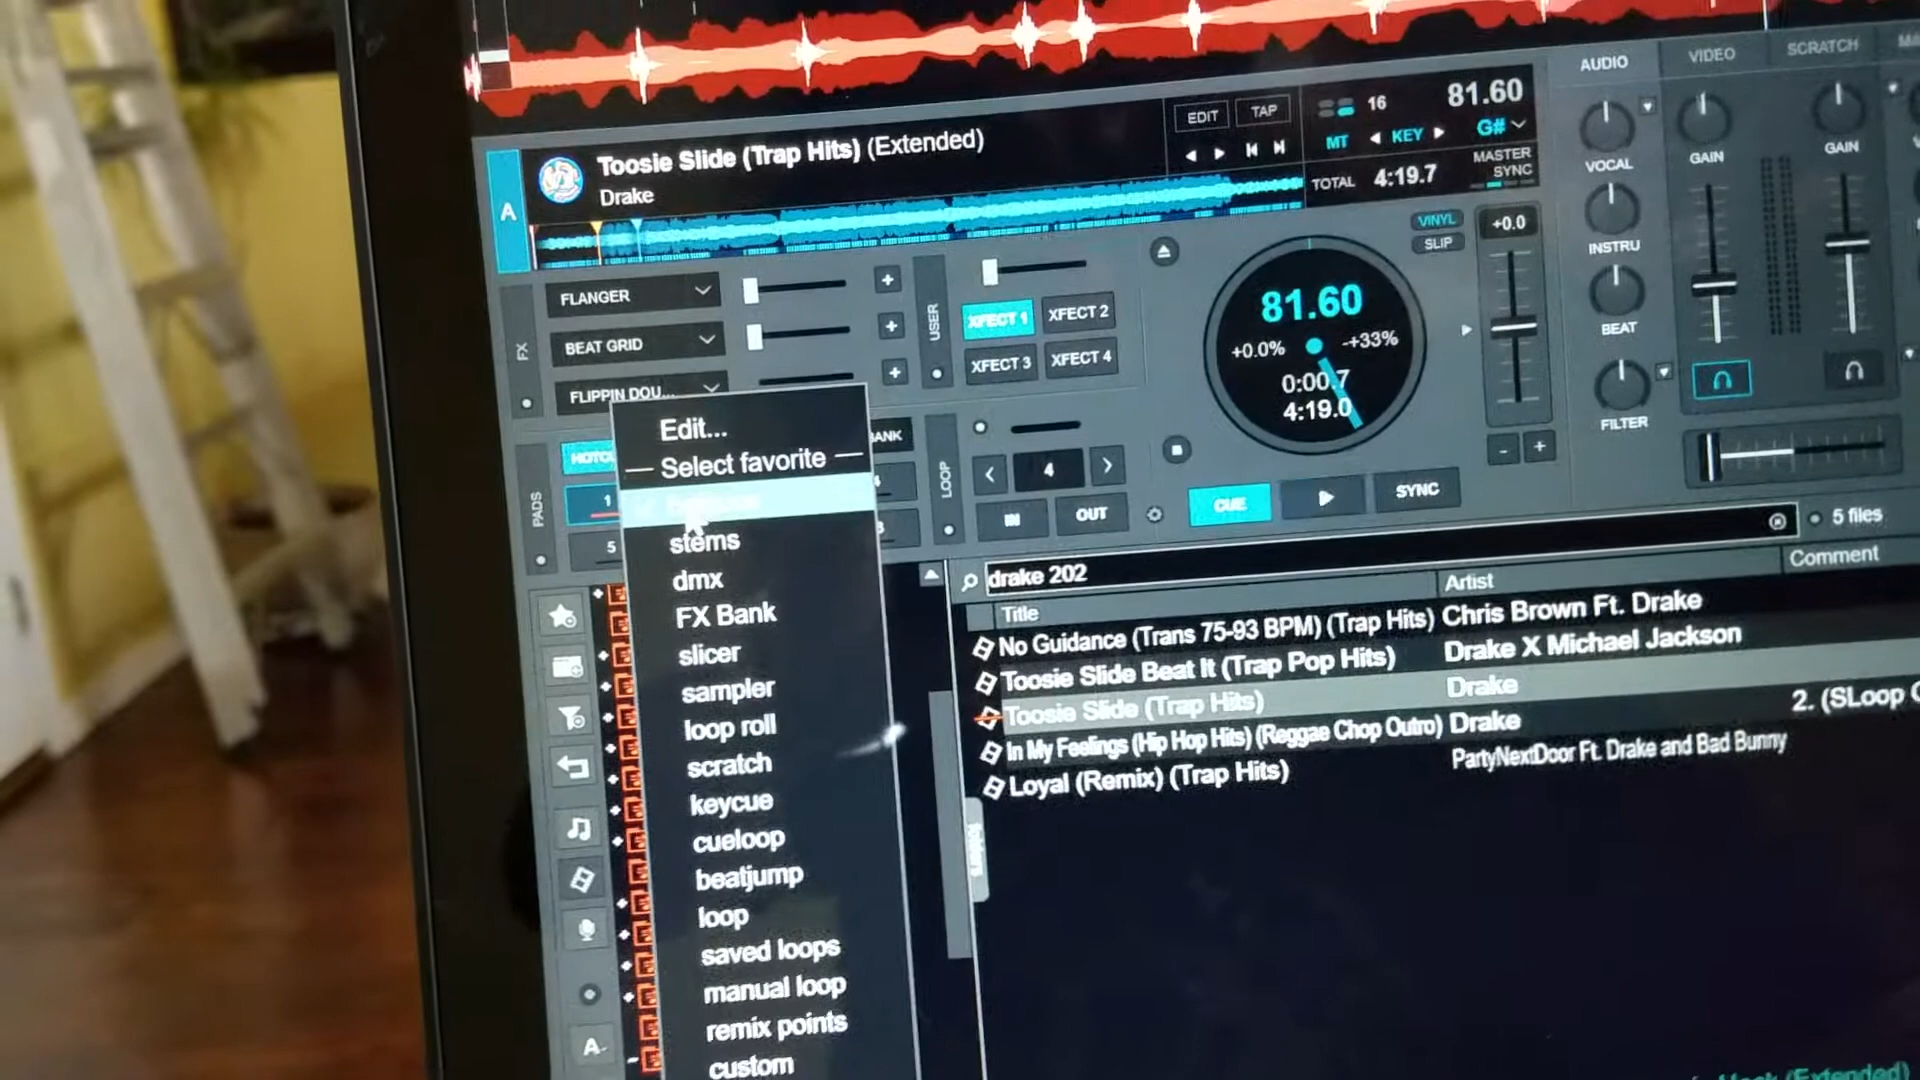 AUDIO
VIDEO
SCRATCH
EDIT
TAP
16
81.60
MT
KEY
G#
MASTER
SYNC
TOTAL
4:19.7
A
Toosie Slide (Trap Hits) (Extended)
Drake
VOCAL
GAIN
GAIN
INSTRU
BEAT
FILTER
VINYL
SLIP
+0.0
FX
FLANGER
BEAT GRID
FLIPPIN DOU...
USER
XFECT 1
XFECT 2
XFECT 3
XFECT 4
81.60
+0.0%
-+33%
0:00.7
4:19.0
PADS
1
5
LOOP
4
IN
OUT
CUE
SYNC
Edit...
Select favorite
stems
dmx
FX Bank
slicer
sampler
loop roll
scratch
keycue
cueloop
beatjump
loop
saved loops
manual loop
remix points
custom
drake 202
5 files
Title
Artist
Comment
No Guidance (Trans 75-93 BPM) (Trap Hits) Chris Brown Ft. Drake
Toosie Slide Beat It (Trap Pop Hits) Drake X Michael Jackson
Toosie Slide (Trap Hits) Drake
In My Feelings (Hip Hop Hits) (Reggae Chop Outro) Drake 2. (SLoop
Loyal (Remix) (Trap Hits) PartyNextDoor Ft. Drake and Bad Bunny
folders
A
(Extended)